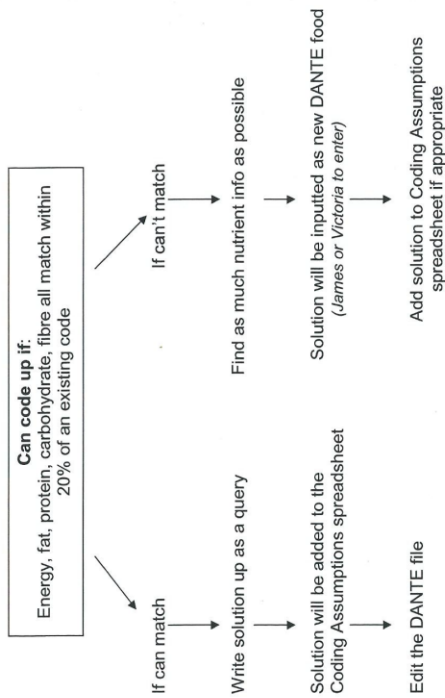 Can code up if:
Energy, fat, protein, carbohydrate, fibre all match within
20% of an existing code
If can match
Write solution up as a query
Solution will be added to the
Coding Assumptions spreadsheet
Edit the DANTE file
If can't match
Find as much nutrient info as possible
Solution will be inputted as new DANTE food
(James or Victoria to enter)
Add solution to Coding Assumptions
spreadsheet if appropriate